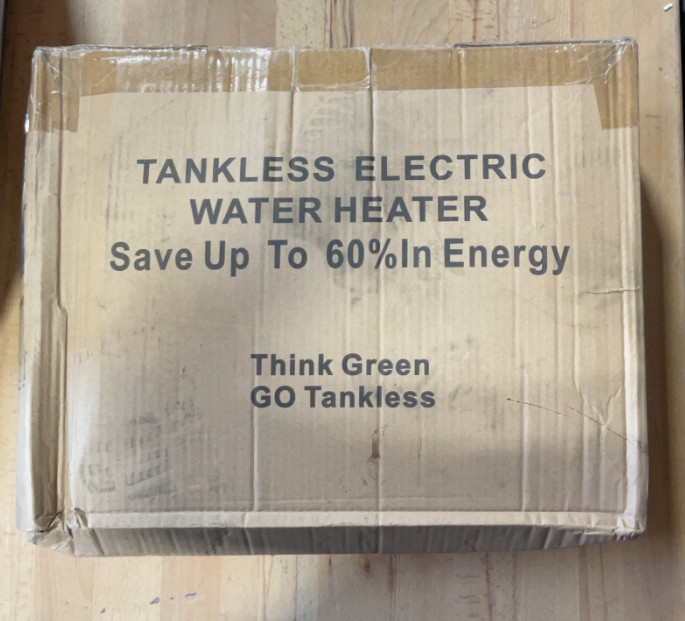 TANKLESS ELECTRIC
WATER HEATER
Save Up To 60%In Energy
Think Green
GO Tankless